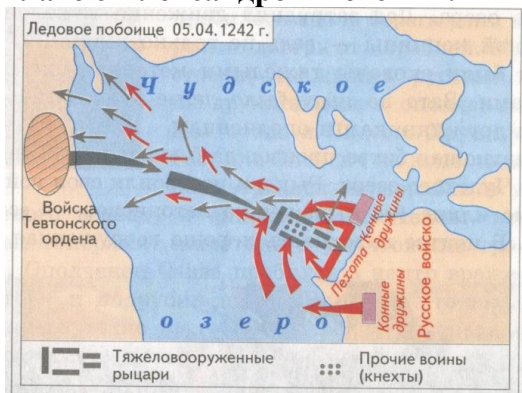 Ледовое побоище 05.04.1242 г.
Чудское
Войска
Тевтонского
ордена
Пехота
Конные
дружины
Конные
дружины
Русское войско
озеро
Тяжеловооруженные
рыцари
Прочие воины
(кнехты)